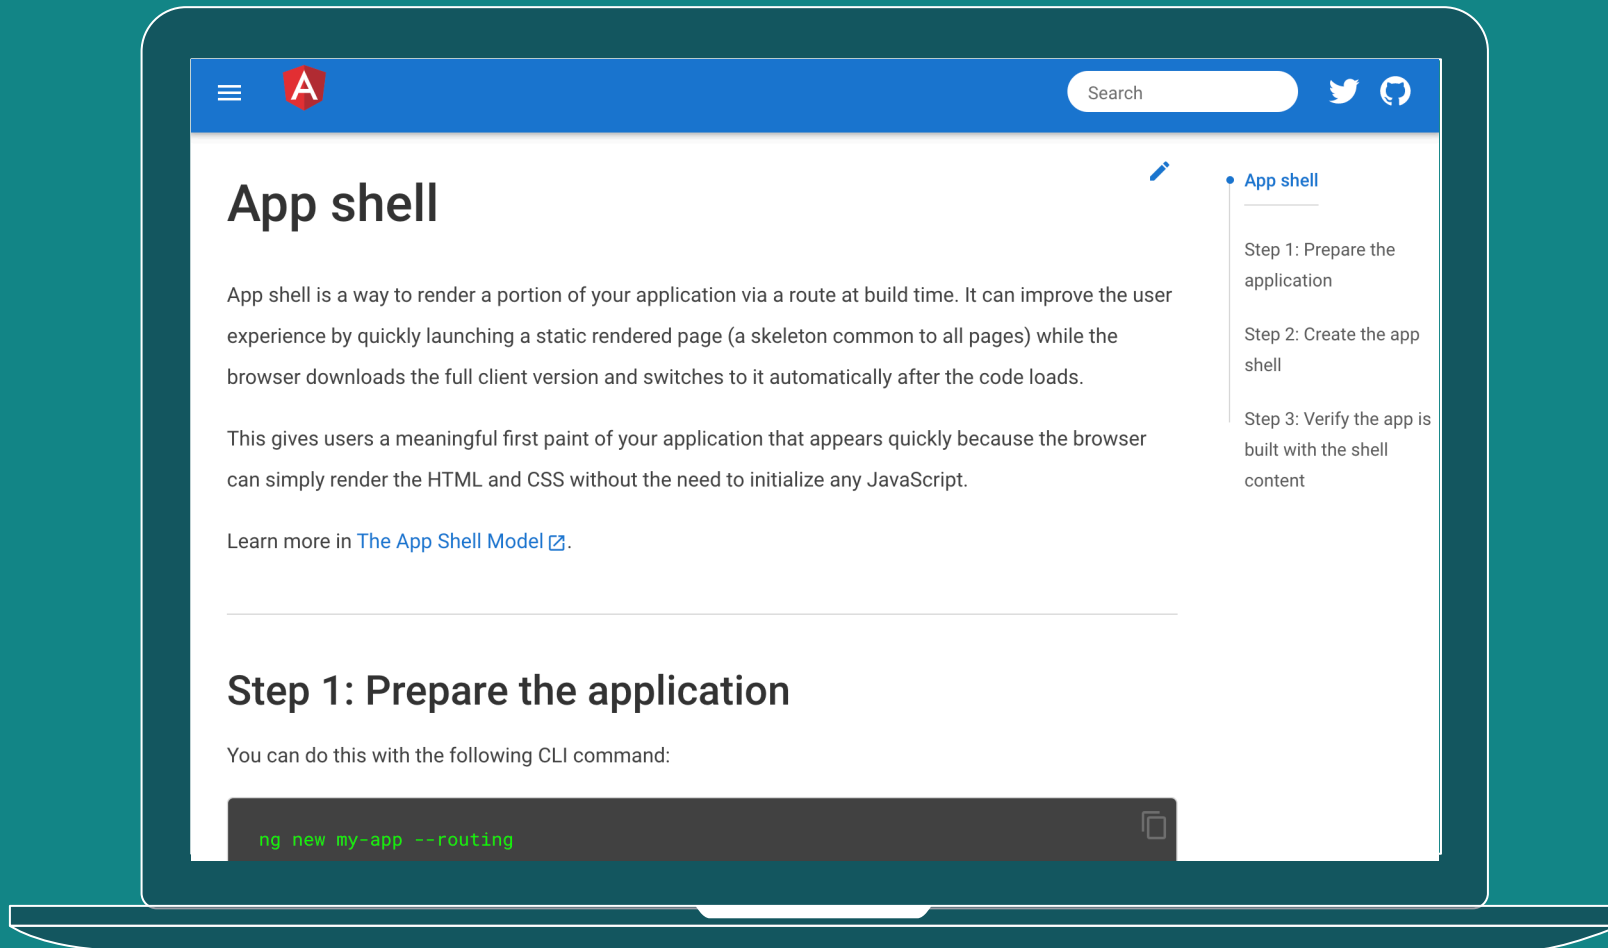 A
Search
App shell
App shell is a way to render a portion of your application via a route at build time. It can improve the user
experience by quickly launching a static rendered page (a skeleton common to all pages) while the
browser downloads the full client version and switches to it automatically after the code loads.
This gives users a meaningful first paint of your application that appears quickly because the browser
can simply render the HTML and CSS without the need to initialize any JavaScript.
Learn more in The App Shell Model.
Step 1: Prepare the application
You can do this with the following CLI command:
ng new my-app --routing
App shell
Step 1: Prepare the
application
Step 2: Create the app
shell
Step 3: Verify the app is
built with the shell
content